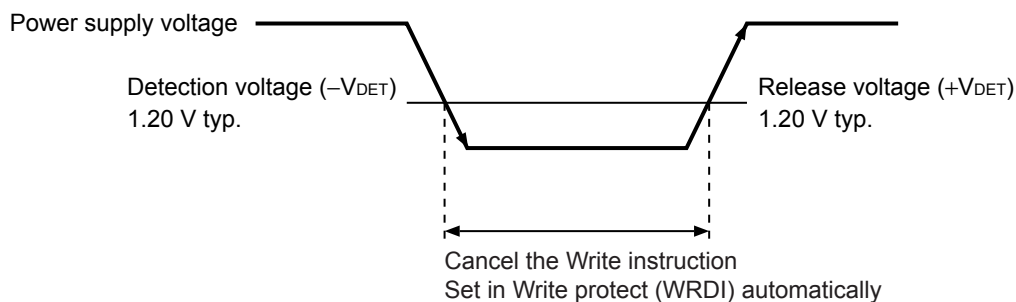 Power supply voltage
Detection voltage (−VDET)
1.20 V typ.
Release voltage (+VDET)
1.20 V typ.
Cancel the Write instruction
Set in Write protect (WRDI) automatically